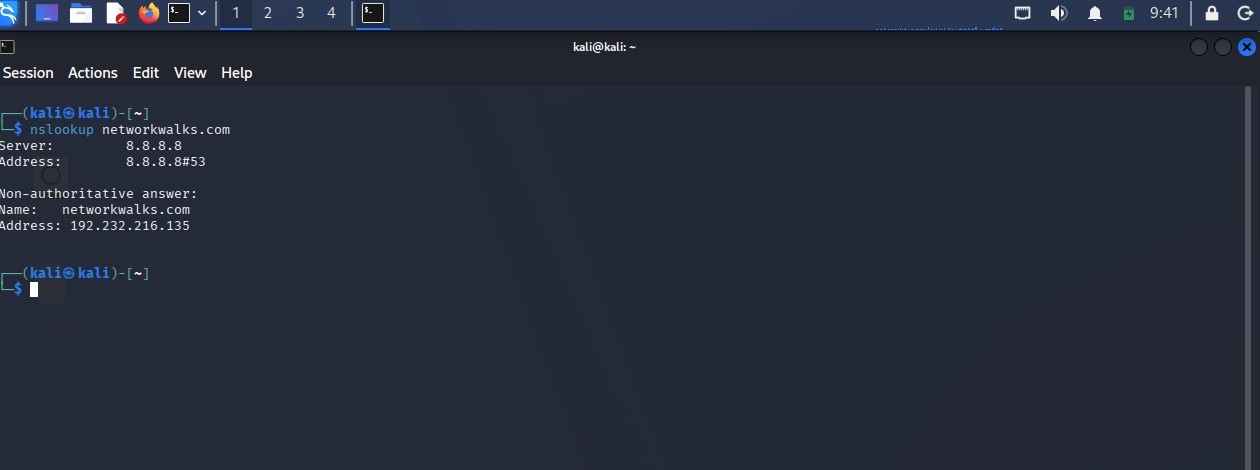 1 2 3 4 9:41
kali@kali: ~
Session Actions Edit View Help
┌──(kali㉿kali)-[~]
└─$ nslookup networkwalks.com
Server:         8.8.8.8
Address:        8.8.8.8#53
Non-authoritative answer:
Name:   networkwalks.com
Address: 192.232.216.135
┌──(kali㉿kali)-[~]
└─$
Trash